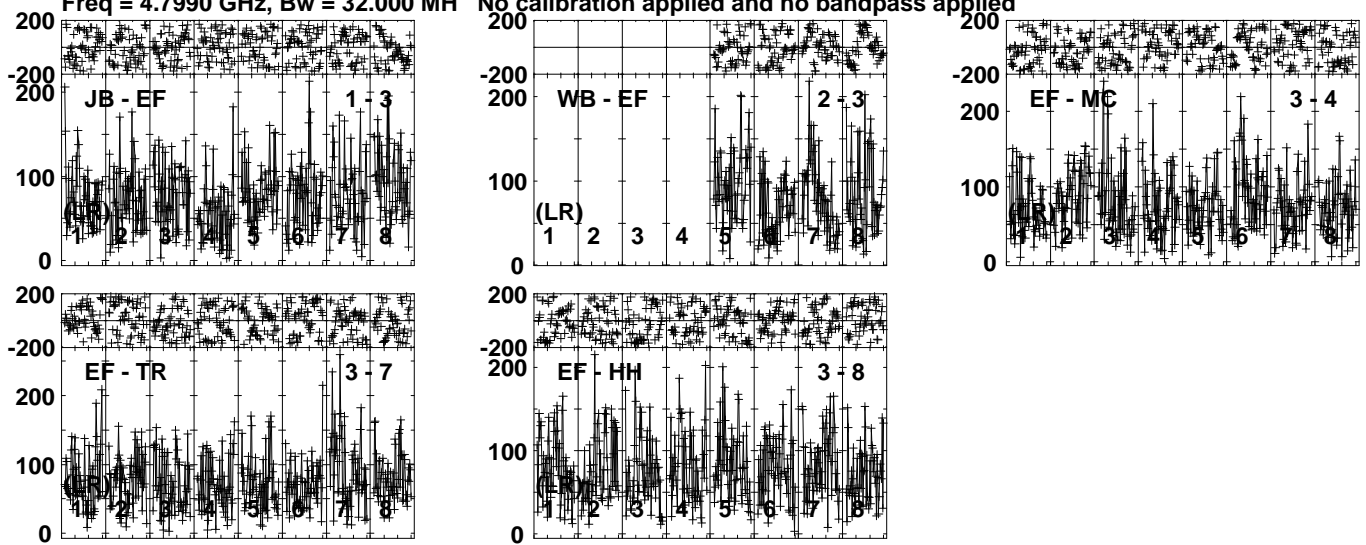 Freq = 4.7990 GHz, Bw = 32.000 MH No calibration applied and no bandpass applied
200
-200
200
100
0
JB - EF 1 - 3
(LR)
1 2 3 4 5 6 7 8
200
-200
200
100
0
WB - EF 2 - 3
(LR)
1 2 3 4 5 6 7 8
200
-200
200
100
0
EF - MC 3 - 4
(LR)
1 2 3 4 5 6 7 8
200
-200
200
100
0
EF - TR 3 - 7
(LR)
1 2 3 4 5 6 7 8
200
-200
200
100
0
EF - HH 3 - 8
(LR)
1 2 3 4 5 6 7 8